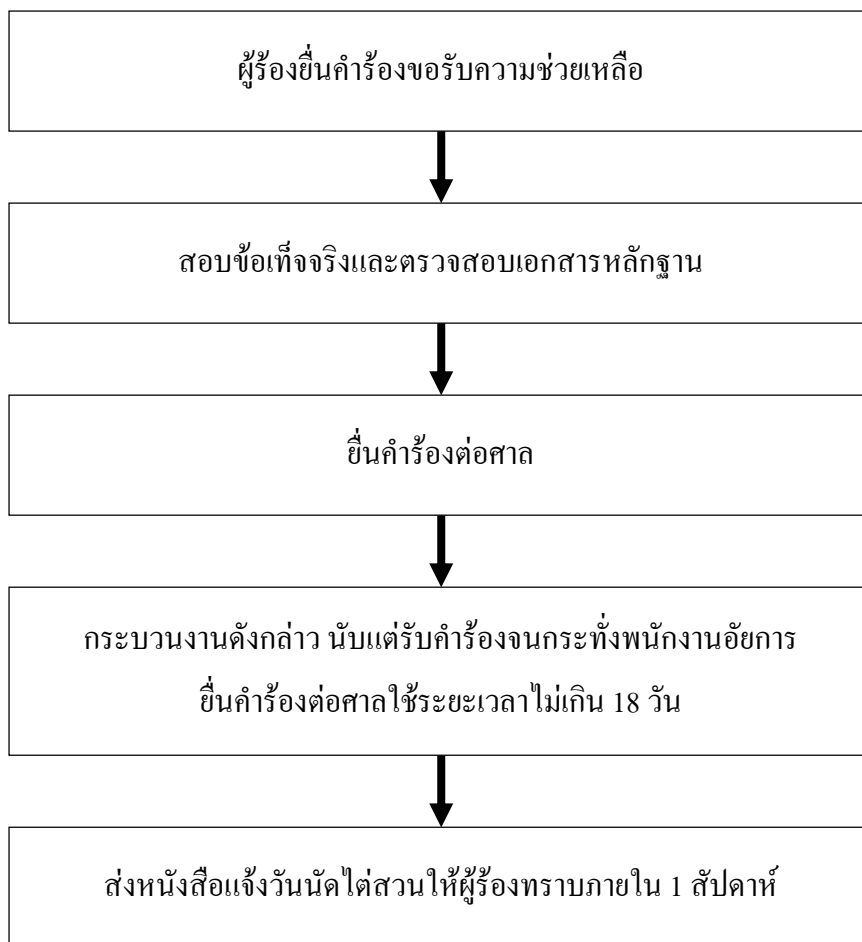 ผู้ร้องยื่นคำร้องขอรับความช่วยเหลือ
สอบข้อเท็จจริงและตรวจสอบเอกสารหลักฐาน
ยื่นคำร้องต่อศาล
กระบวนงานดังกล่าว นับแต่รับคำร้องจนกระทั่งพนักงานอัยการ
ยื่นคำร้องต่อศาลใช้ระยะเวลาไม่เกิน 18 วัน
ส่งหนังสือแจ้งวันนัดไต่สวนให้ผู้ร้องทราบภายใน 1 สัปดาห์